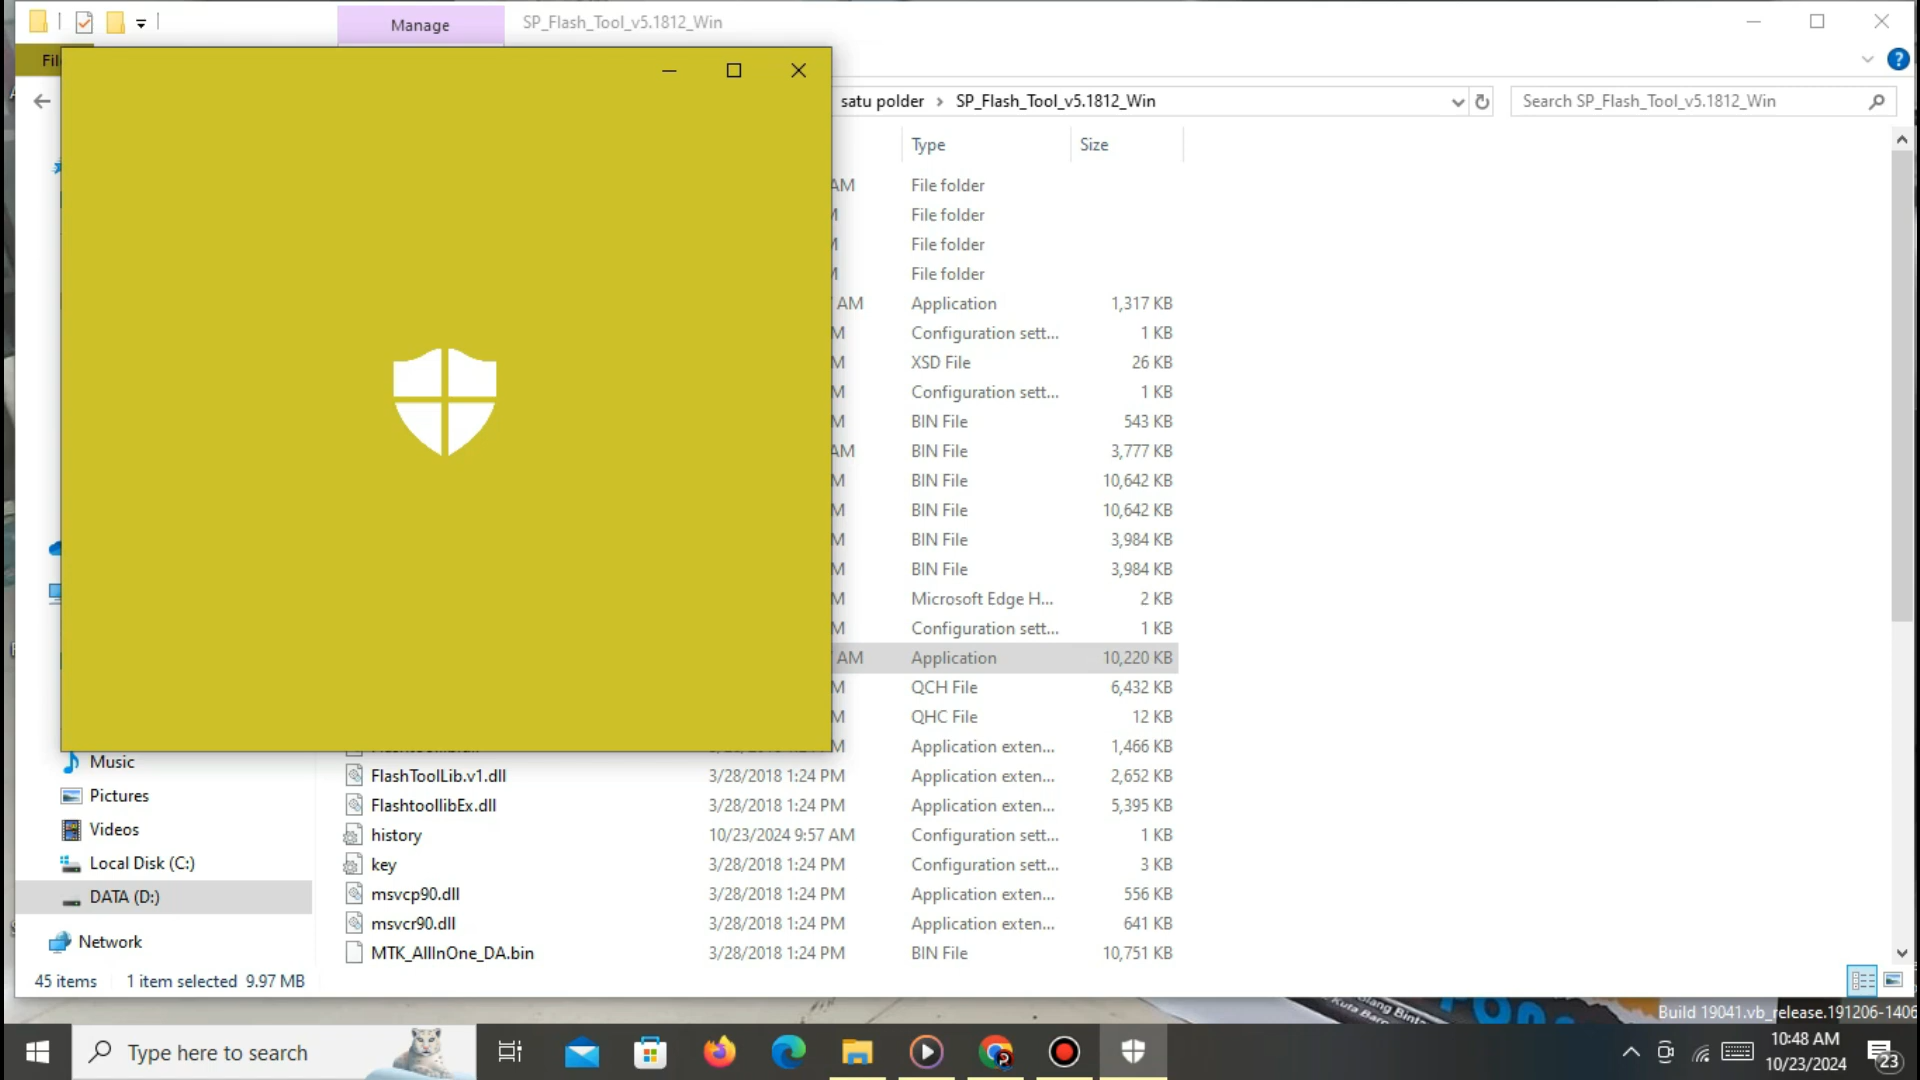 Manage
SP_Flash_Tool_v5.1812_Win
satu polder > SP_Flash_Tool_v5.1812_Win
Search SP_Flash_Tool_v5.1812_Win
Type Size
AM File folder
File folder
File folder
File folder
AM Application 1,317 KB
M Configuration sett... 1 KB
M XSD File 26 KB
M Configuration sett... 1 KB
M BIN File 543 KB
AM BIN File 3,777 KB
M BIN File 10,642 KB
M BIN File 10,642 KB
M BIN File 3,984 KB
M BIN File 3,984 KB
M Microsoft Edge H... 2 KB
M Configuration sett... 1 KB
AM Application 10,220 KB
M QCH File 6,432 KB
M QHC File 12 KB
M Application exten... 1,466 KB
Music
FlashToolLib.v1.dll 3/28/2018 1:24 PM Application exten... 2,652 KB
Pictures
FlashtoollibEx.dll 3/28/2018 1:24 PM Application exten... 5,395 KB
Videos
history 10/23/2024 9:57 AM Configuration sett... 1 KB
Local Disk (C:)
key 3/28/2018 1:24 PM Configuration sett... 3 KB
DATA (D:)
msvcp90.dll 3/28/2018 1:24 PM Application exten... 556 KB
msvcr90.dll 3/28/2018 1:24 PM Application exten... 641 KB
Network
MTK_AllInOne_DA.bin 3/28/2018 1:24 PM BIN File 10,751 KB
45 items 1 item selected 9.97 MB
Build 19041.vb_release.191206-1406
Type here to search
10:48 AM
10/23/2024
23